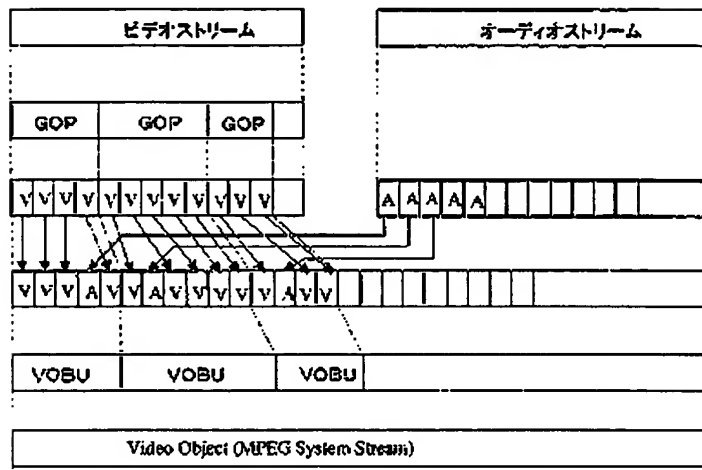 ビデオストリーム
オーディオストリーム
GOP GOP GOP
V V V V V V V V V V V V
A A A A A
V V V A V V A V V V V V A V V
VOBU VOBU VOBU
Video Object (MPEG System Stream)